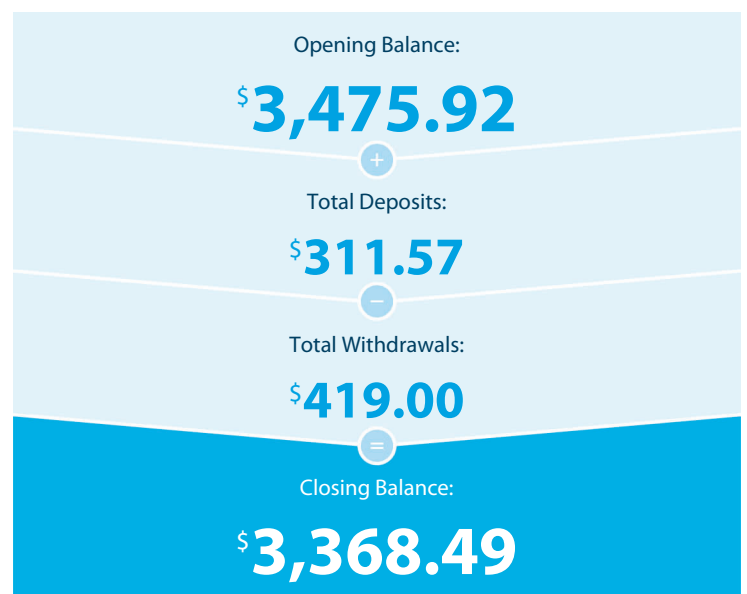 Opening Balance:
$3,475.92
+
Total Deposits:
$311.57
−
Total Withdrawals:
$419.00
=
Closing Balance:
$3,368.49